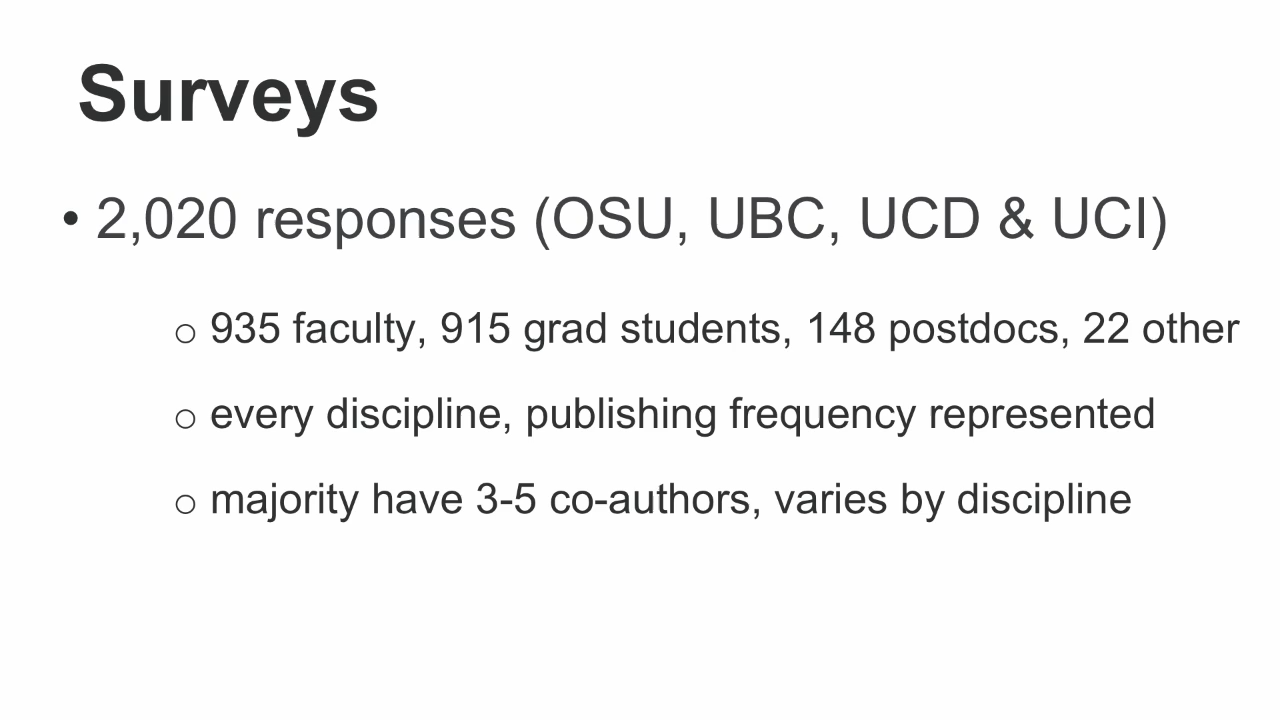 Surveys
• 2,020 responses (OSU, UBC, UCD & UCI)
o 935 faculty, 915 grad students, 148 postdocs, 22 other
o every discipline, publishing frequency represented
o majority have 3-5 co-authors, varies by discipline